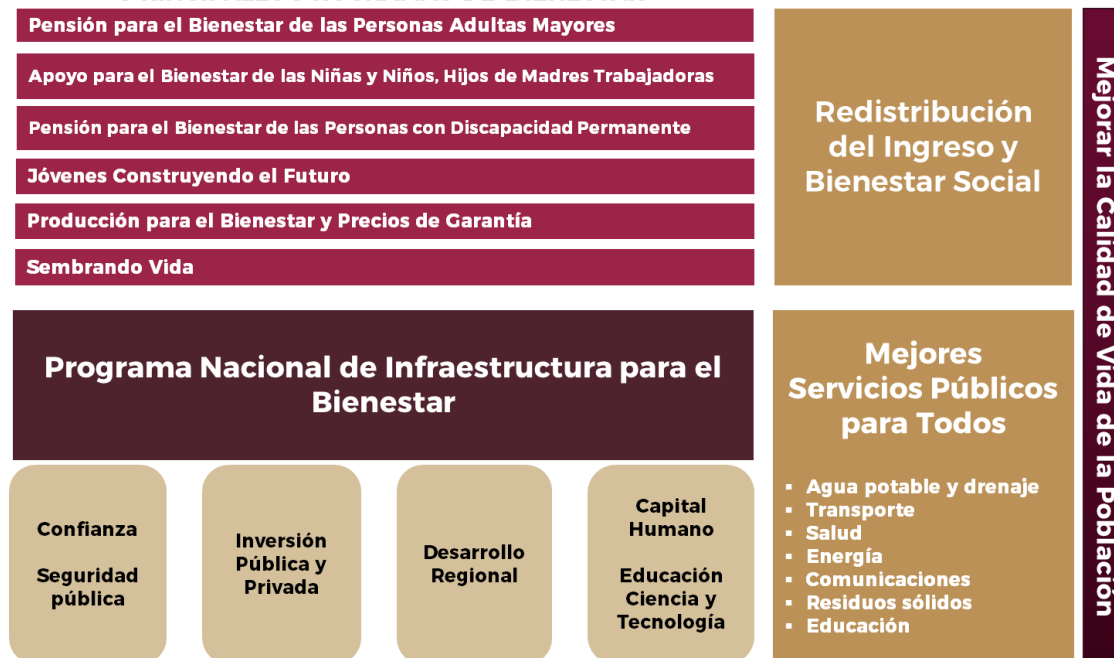 Pensión para el Bienestar de las Personas Adultas Mayores
Apoyo para el Bienestar de las Niñas y Niños, Hijos de Madres Trabajadoras
Pensión para el Bienestar de las Personas con Discapacidad Permanente
Jóvenes Construyendo el Futuro
Producción para el Bienestar y Precios de Garantía
Sembrando Vida
Redistribución
del Ingreso y
Bienestar Social
Programa Nacional de Infraestructura para el
Bienestar
Confianza
Seguridad
pública
Inversión
Pública y
Privada
Desarrollo
Regional
Capital
Humano
Educación
Ciencia y
Tecnología
Mejores
Servicios Públicos
para Todos
▪ Agua potable y drenaje
▪ Transporte
▪ Salud
▪ Energía
▪ Comunicaciones
▪ Residuos sólidos
▪ Educación
Mejorar la Calidad de Vida de la Población